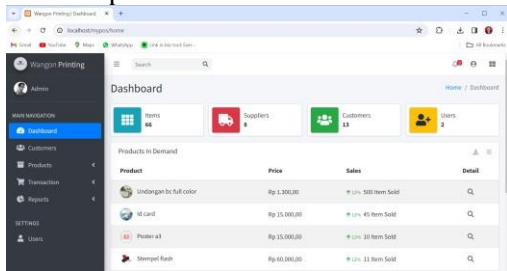 Wangon Printing | Dashboard
localhost/mypos/home
Gmail YouTube Maps WhatsApp
All Bookmarks
Wangon Printing
Search
Admin
Dashboard
Home / Dashboard
MAIN NAVIGATION
Dashboard
Customers
Products
Transaction
Reports
SETTINGS
Users
Items
66
Suppliers
Customers
13
Users
2
Products In Demand
Product Price Sales Detail
Undangan bc full color Rp 1.300,00 12% 500 Item Sold
id card Rp 15.000,00 12% 45 Item Sold
Poster a3 Rp 15.000,00 12% 10 Item Sold
Stempel flash Rp 60.000,00 12% 11 Item Sold